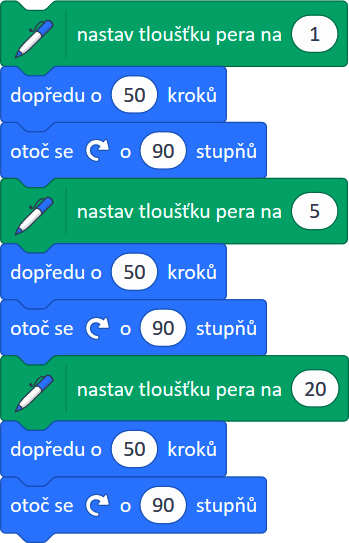 nastav tloušťku pera na 1
dopředu o 50 kroků
otoč se o 90 stupňů
nastav tloušťku pera na 5
dopředu o 50 kroků
otoč se o 90 stupňů
nastav tloušťku pera na 20
dopředu o 50 kroků
otoč se o 90 stupňů